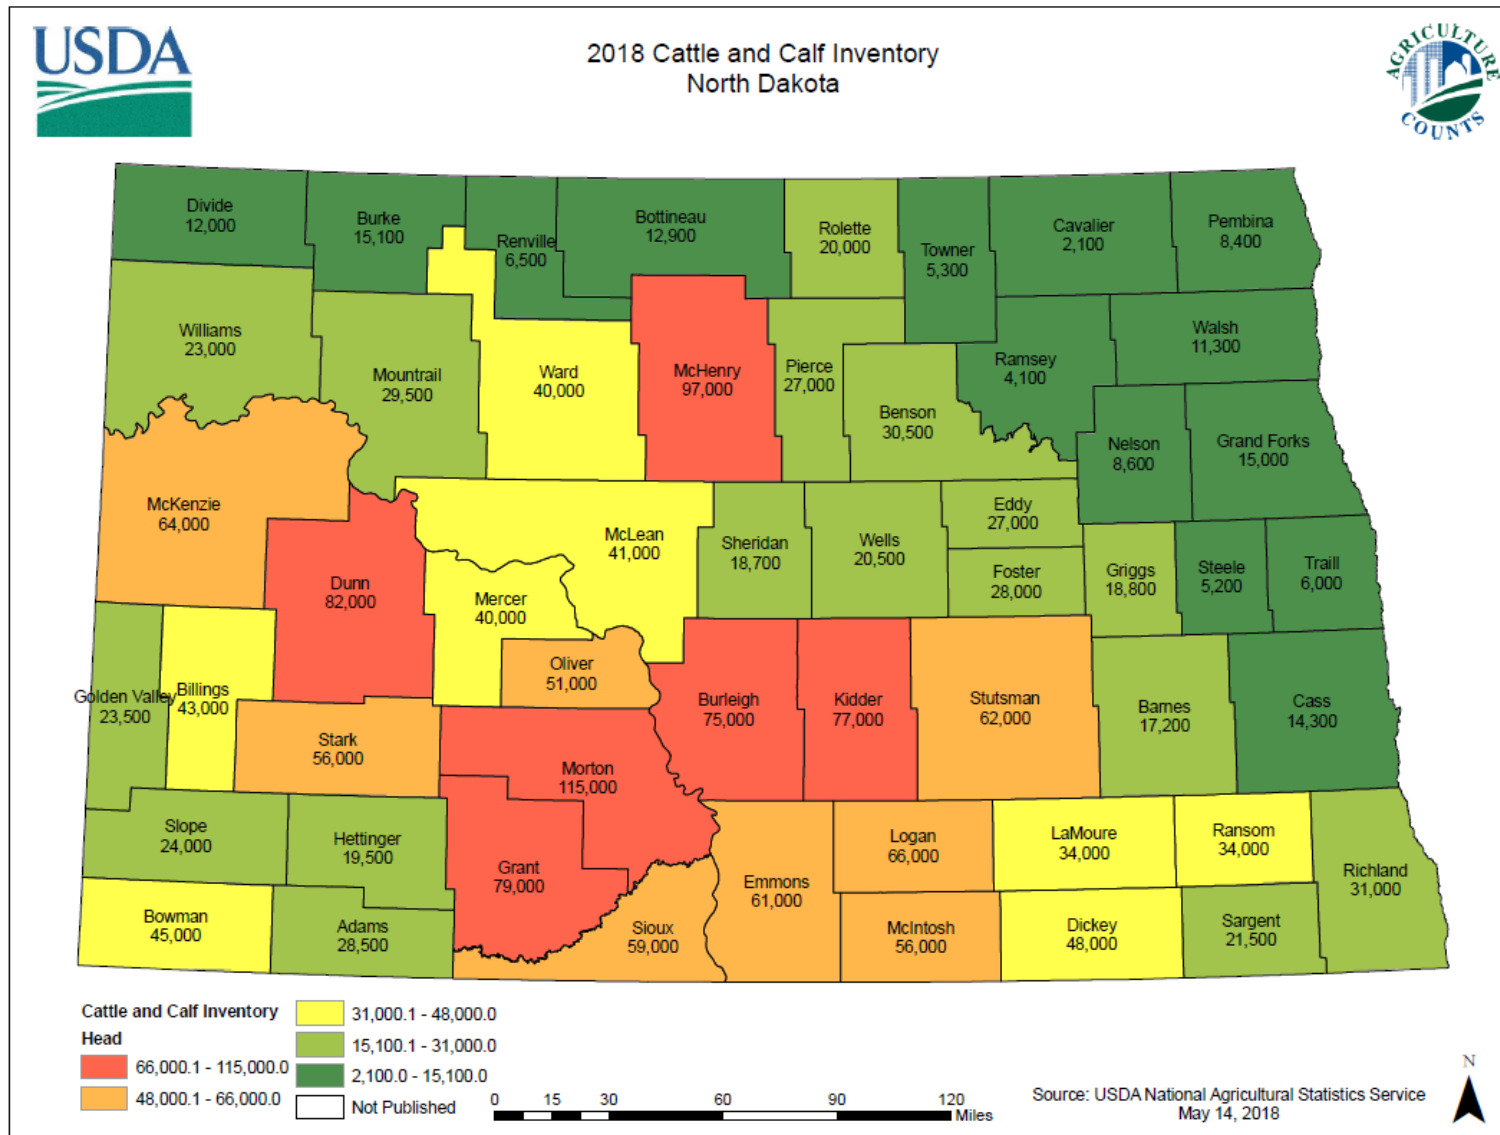 USDA
2018 Cattle and Calf Inventory
North Dakota
AGRICULTURE
COUNTS
Divide
12,000
Burke
15,100
Renville
6,500
Bottineau
12,900
Rolette
20,000
Towner
5,300
Cavalier
2,100
Pembina
8,400
Williams
23,000
Mountrail
29,500
Ward
40,000
McHenry
97,000
Pierce
27,000
Benson
30,500
Ramsey
4,100
Walsh
11,300
Nelson
8,600
Grand Forks
15,000
McKenzie
64,000
Dunn
82,000
McLean
41,000
Mercer
40,000
Oliver
51,000
Sheridan
18,700
Wells
20,500
Eddy
27,000
Foster
28,000
Griggs
18,800
Steele
5,200
Traill
6,000
Golden Valley
23,500
Billings
43,000
Stark
56,000
Morton
115,000
Burleigh
75,000
Kidder
77,000
Stutsman
62,000
Barnes
17,200
Cass
14,300
Slope
24,000
Hettinger
19,500
Grant
79,000
Bowman
45,000
Adams
28,500
Sioux
59,000
Emmons
61,000
Logan
66,000
McIntosh
56,000
LaMoure
34,000
Dickey
48,000
Ransom
34,000
Sargent
21,500
Richland
31,000
Cattle and Calf Inventory
Head
66,000.1 - 115,000.0
48,000.1 - 66,000.0
31,000.1 - 48,000.0
15,100.1 - 31,000.0
2,100.0 - 15,100.0
Not Published
0 15 30 60 90 120
Miles
Source: USDA National Agricultural Statistics Service
May 14, 2018
N